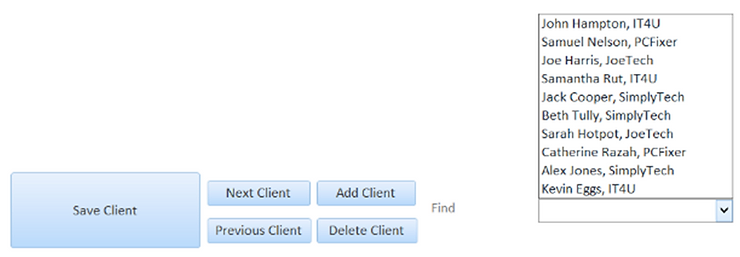 John Hampton, IT4U
Samuel Nelson, PCFixer
Joe Harris, JoeTech
Samantha Rut, IT4U
Jack Cooper, SimplyTech
Beth Tully, SimplyTech
Sarah Hotpot, JoeTech
Catherine Razah, PCFixer
Alex Jones, SimplyTech
Kevin Eggs, IT4U
Save Client
Next Client
Add Client
Previous Client
Delete Client
Find